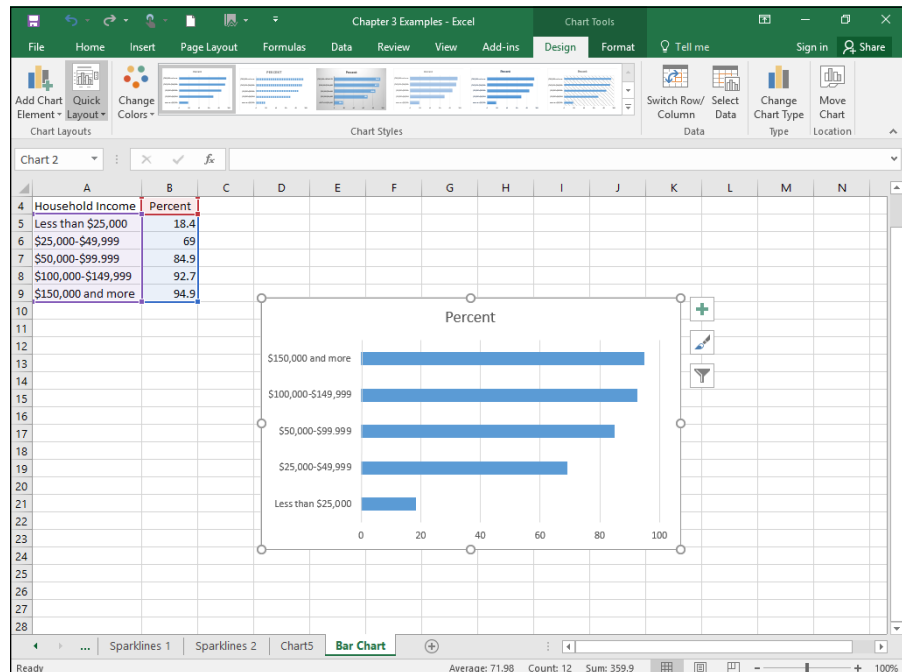 Chapter 3 Examples - Excel
Chart Tools
File Home Insert Page Layout Formulas Data Review View Add-ins Design Format Tell me Sign in Share
Add Chart Element
Quick Layout
Change Colors
Switch Row/ Column
Select Data
Change Chart Type
Move Chart
Chart Layouts Chart Styles Data Type Location
Chart 2 fx
A B C D E F G H I J K L M N
4 Household Income Percent
5 Less than $25,000 18.4
6 $25,000-$49,999 69
7 $50,000-$99.999 84.9
8 $100,000-$149,999 92.7
9 $150,000 and more 94.9
10
11
12
13
14
15
16
17
18
19
20
21
22
23
24
25
26
27
28
Percent
$150,000 and more
$100,000-$149,999
$50,000-$99.999
$25,000-$49,999
Less than $25,000
0 20 40 60 80 100
... Sparklines 1 Sparklines 2 Chart5 Bar Chart
Ready Average: 71.98 Count: 12 Sum: 359.9 100%